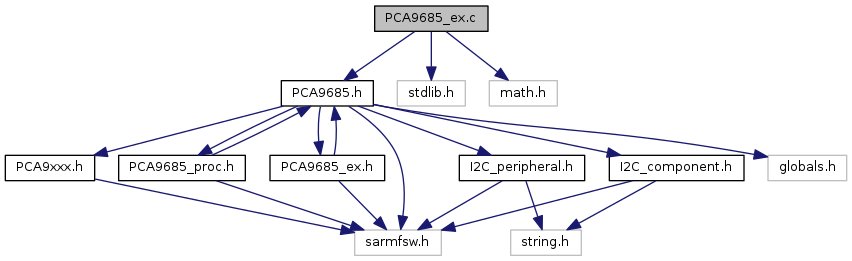 PCA9685_ex.c
PCA9685.h
stdlib.h
math.h
PCA9xxx.h
PCA9685_proc.h
PCA9685_ex.h
I2C_peripheral.h
I2C_component.h
globals.h
sarmfsw.h
string.h